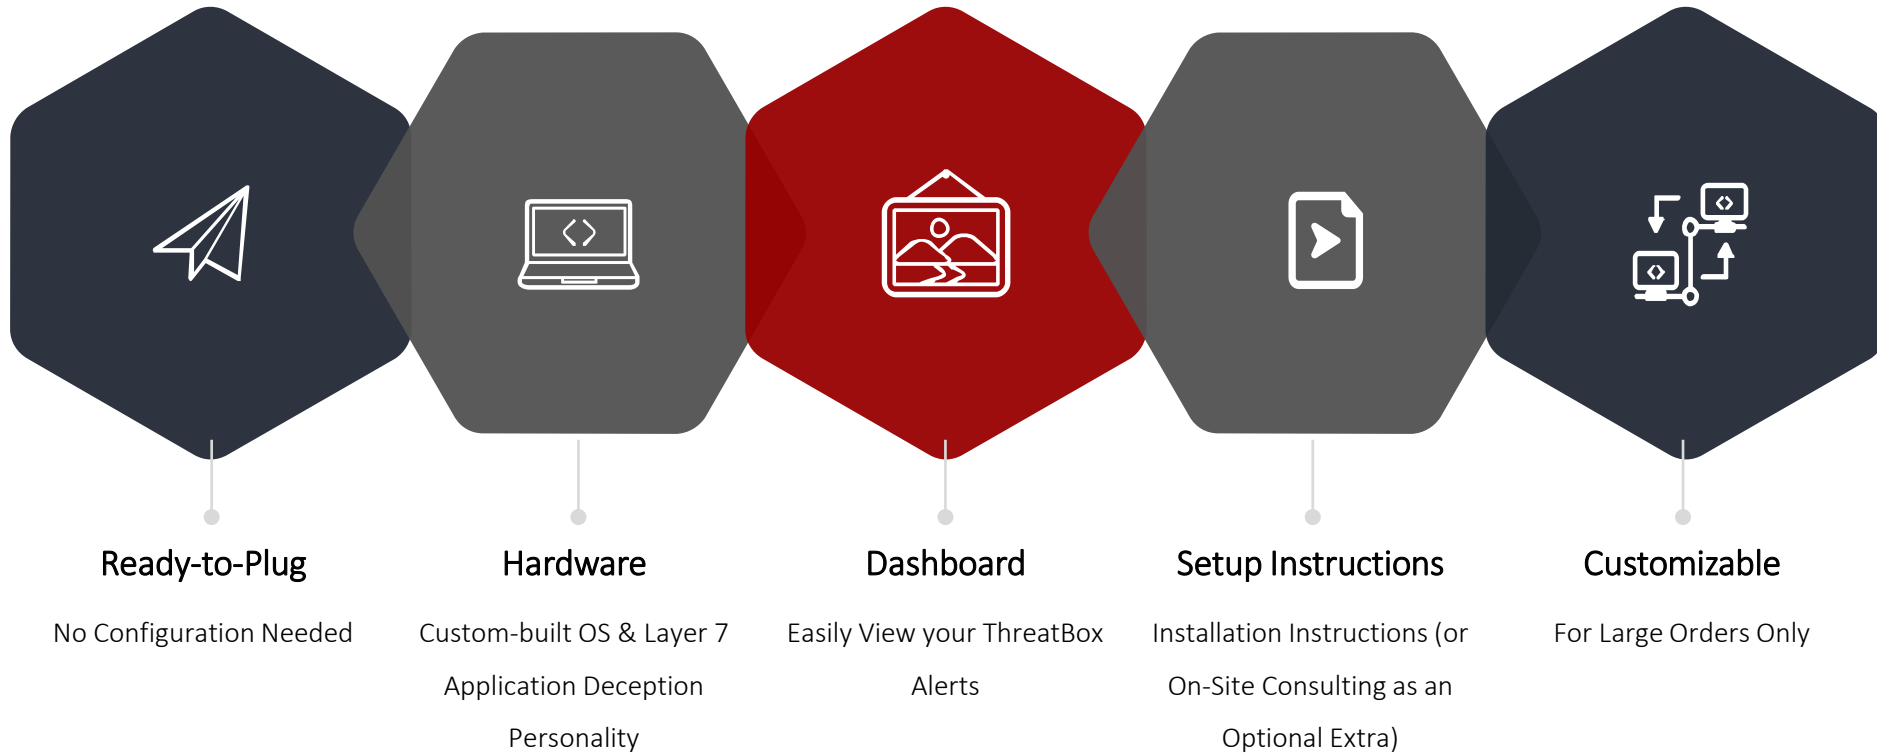 Ready-to-Plug
No Configuration Needed
Hardware
Custom-built OS & Layer 7
Application Deception
Personality
Dashboard
Easily View your ThreatBox
Alerts
Setup Instructions
Installation Instructions (or
On-Site Consulting as an
Optional Extra)
Customizable
For Large Orders Only